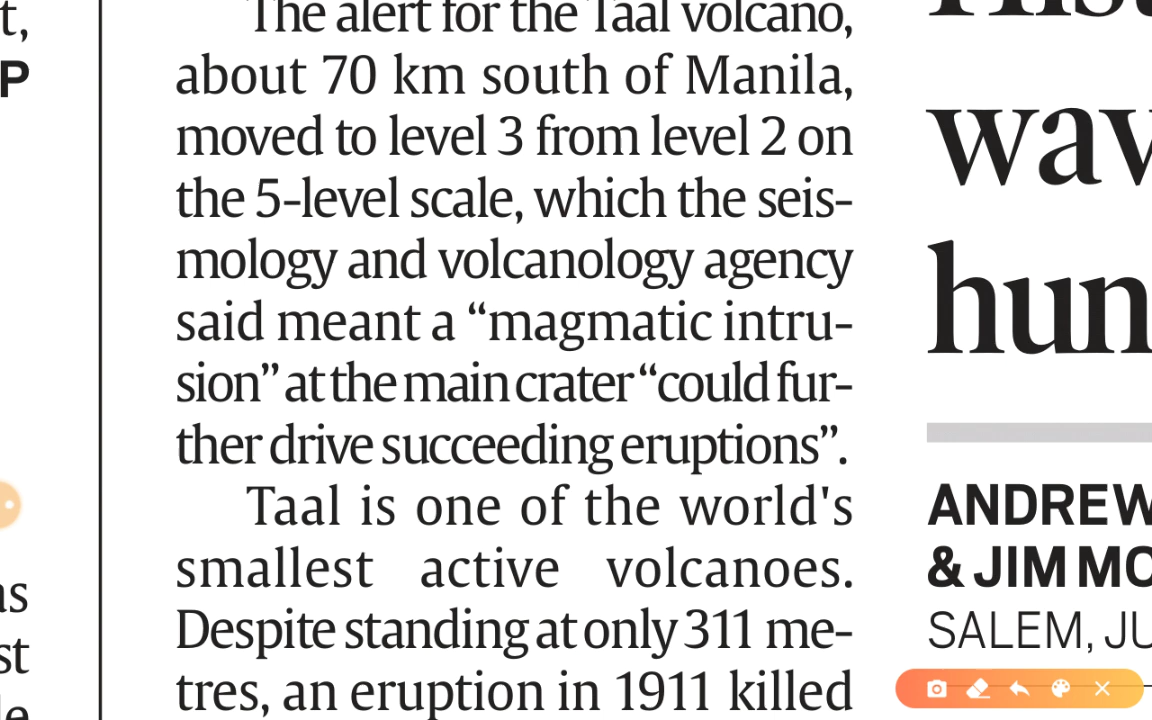 t,
P
as
st
The alert for the Taal volcano,
about 70 km south of Manila,
moved to level 3 from level 2 on
the 5-level scale, which the seis-
mology and volcanology agency
said meant a “magmatic intru-
sion” at the main crater “could fur-
ther drive succeeding eruptions”.
Taal is one of the world's
smallest active volcanoes.
Despite standing at only 311 me-
tres, an eruption in 1911 killed
wav
hun
ANDREW
& JIM MO
SALEM, JU